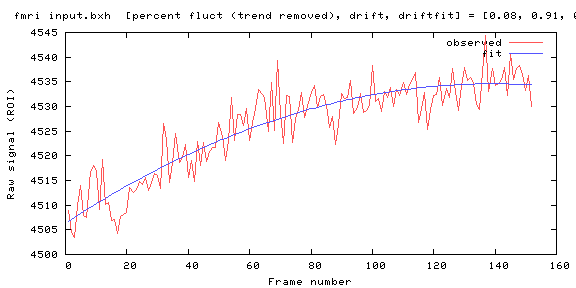 fmri input.bxh [percent fluct (trend removed), drift, driftfit] = [0.08, 0.91, 0
4545
4540
4535
4530
4525
4520
4515
4510
4505
4500
Raw signal (ROI)
observed
fit
0 20 40 60 80 100 120 140 160
Frame number